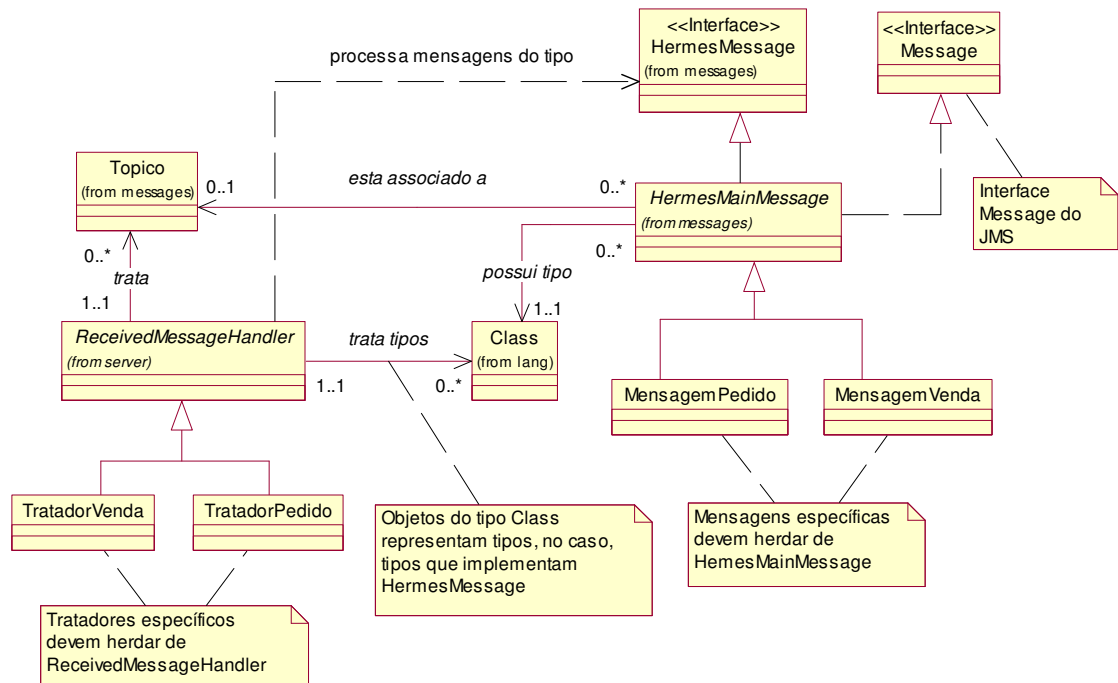 <<Interface>>
HermesMessage
(from messages)
<<Interface>>
Message
processa mensagens do tipo
Topico
(from messages)
0..1
esta associado a
0..*
HermesMainMessage
(from messages)
0..*
Interface
Message do
JMS
0..*
trata
1..1
possui tipo
1..1
ReceivedMessageHandler
(from server)
trata tipos
1..1
0..*
Class
(from lang)
MensagemPedido
MensagemVenda
TratadorVenda
TratadorPedido
Objetos do tipo Class
representam tipos, no caso,
tipos que implementam
HermesMessage
Mensagens específicas
devem herdar de
HemesMainMessage
Tratadores específicos
devem herdar de
ReceivedMessageHandler